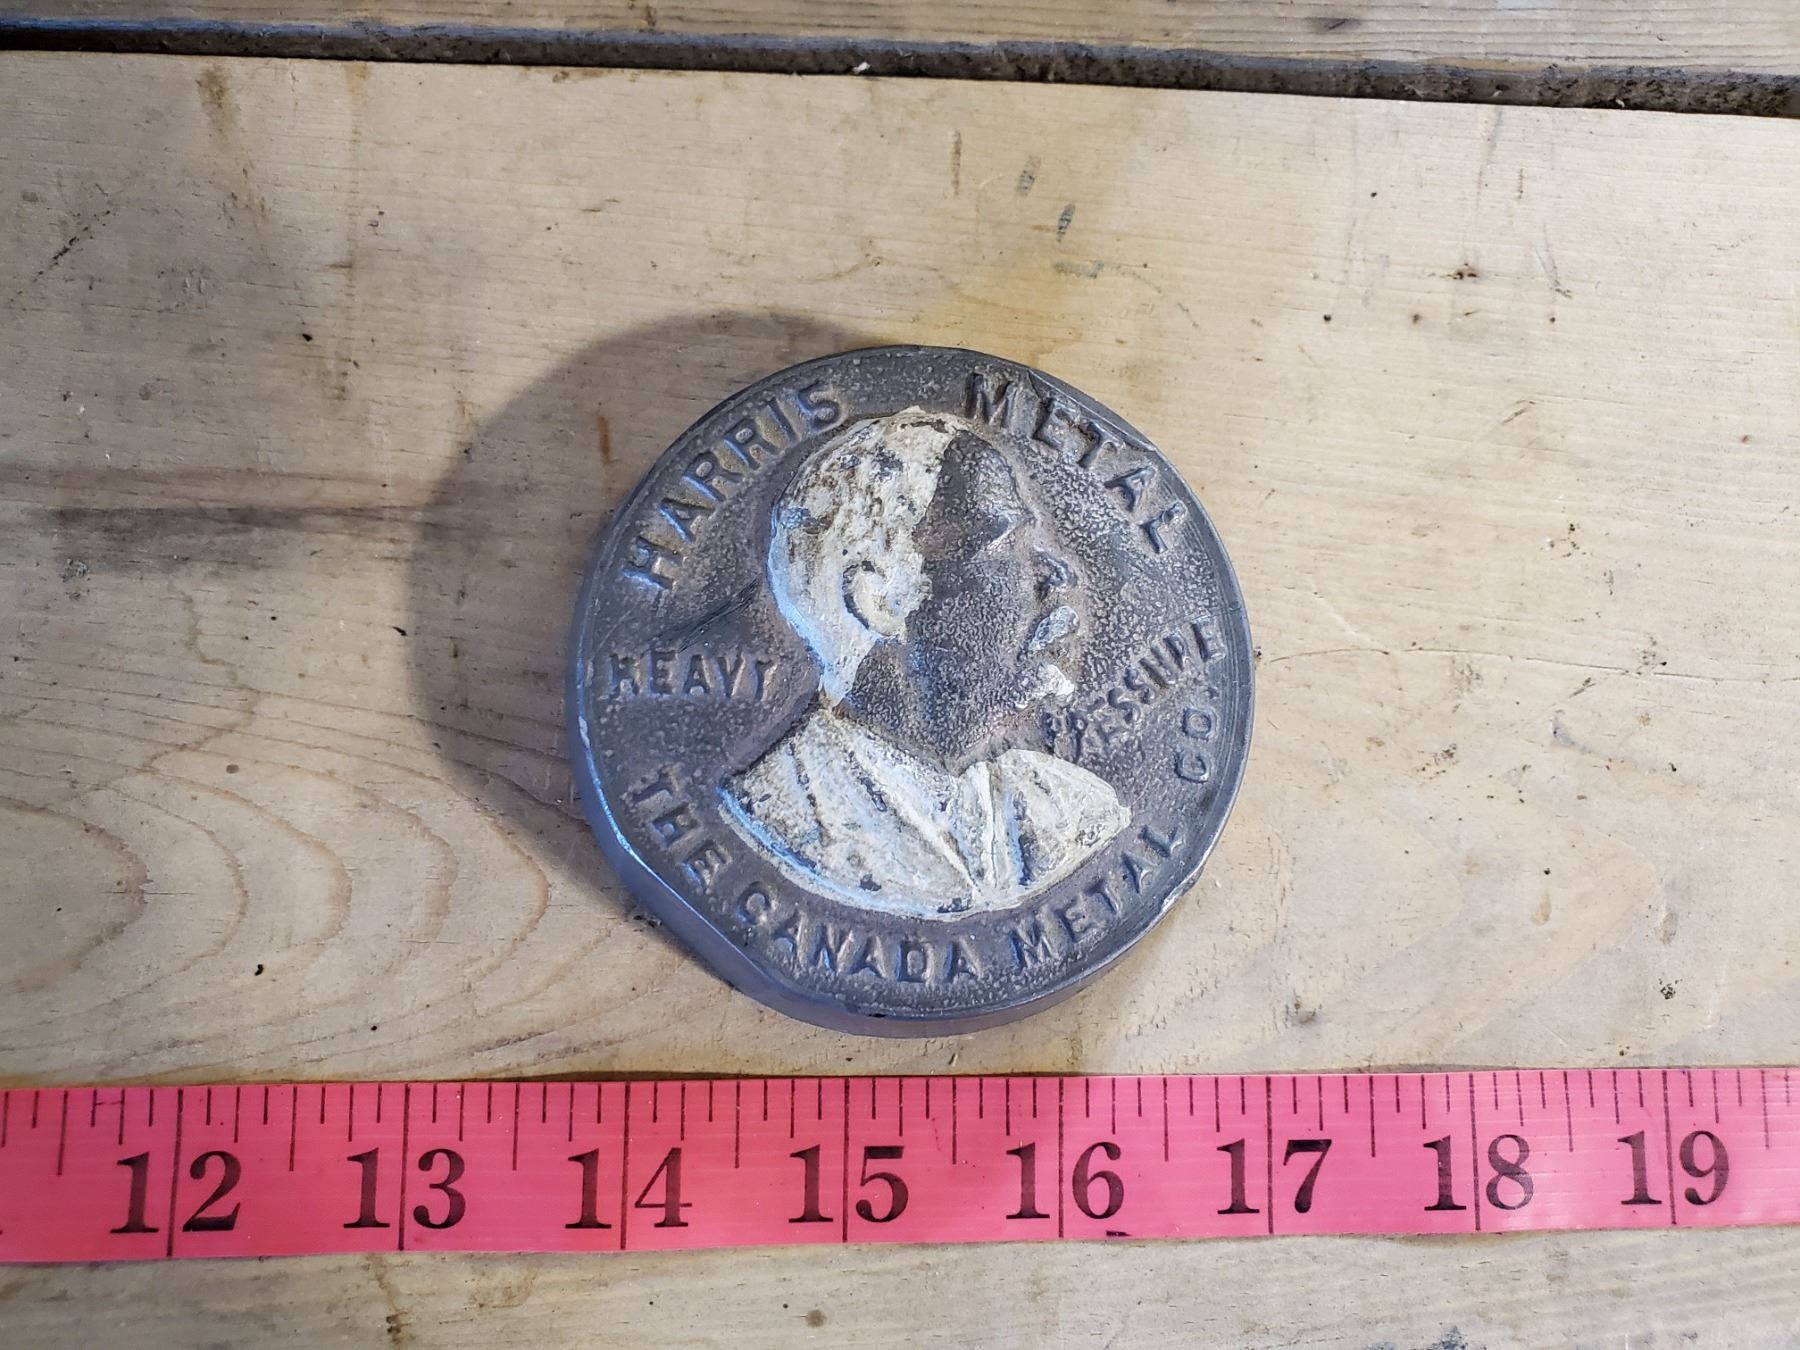 HARRIS METAL
HEAVY PRESSURE
THE CANADA METAL CO.
12 13 14 15 16 17 18 19